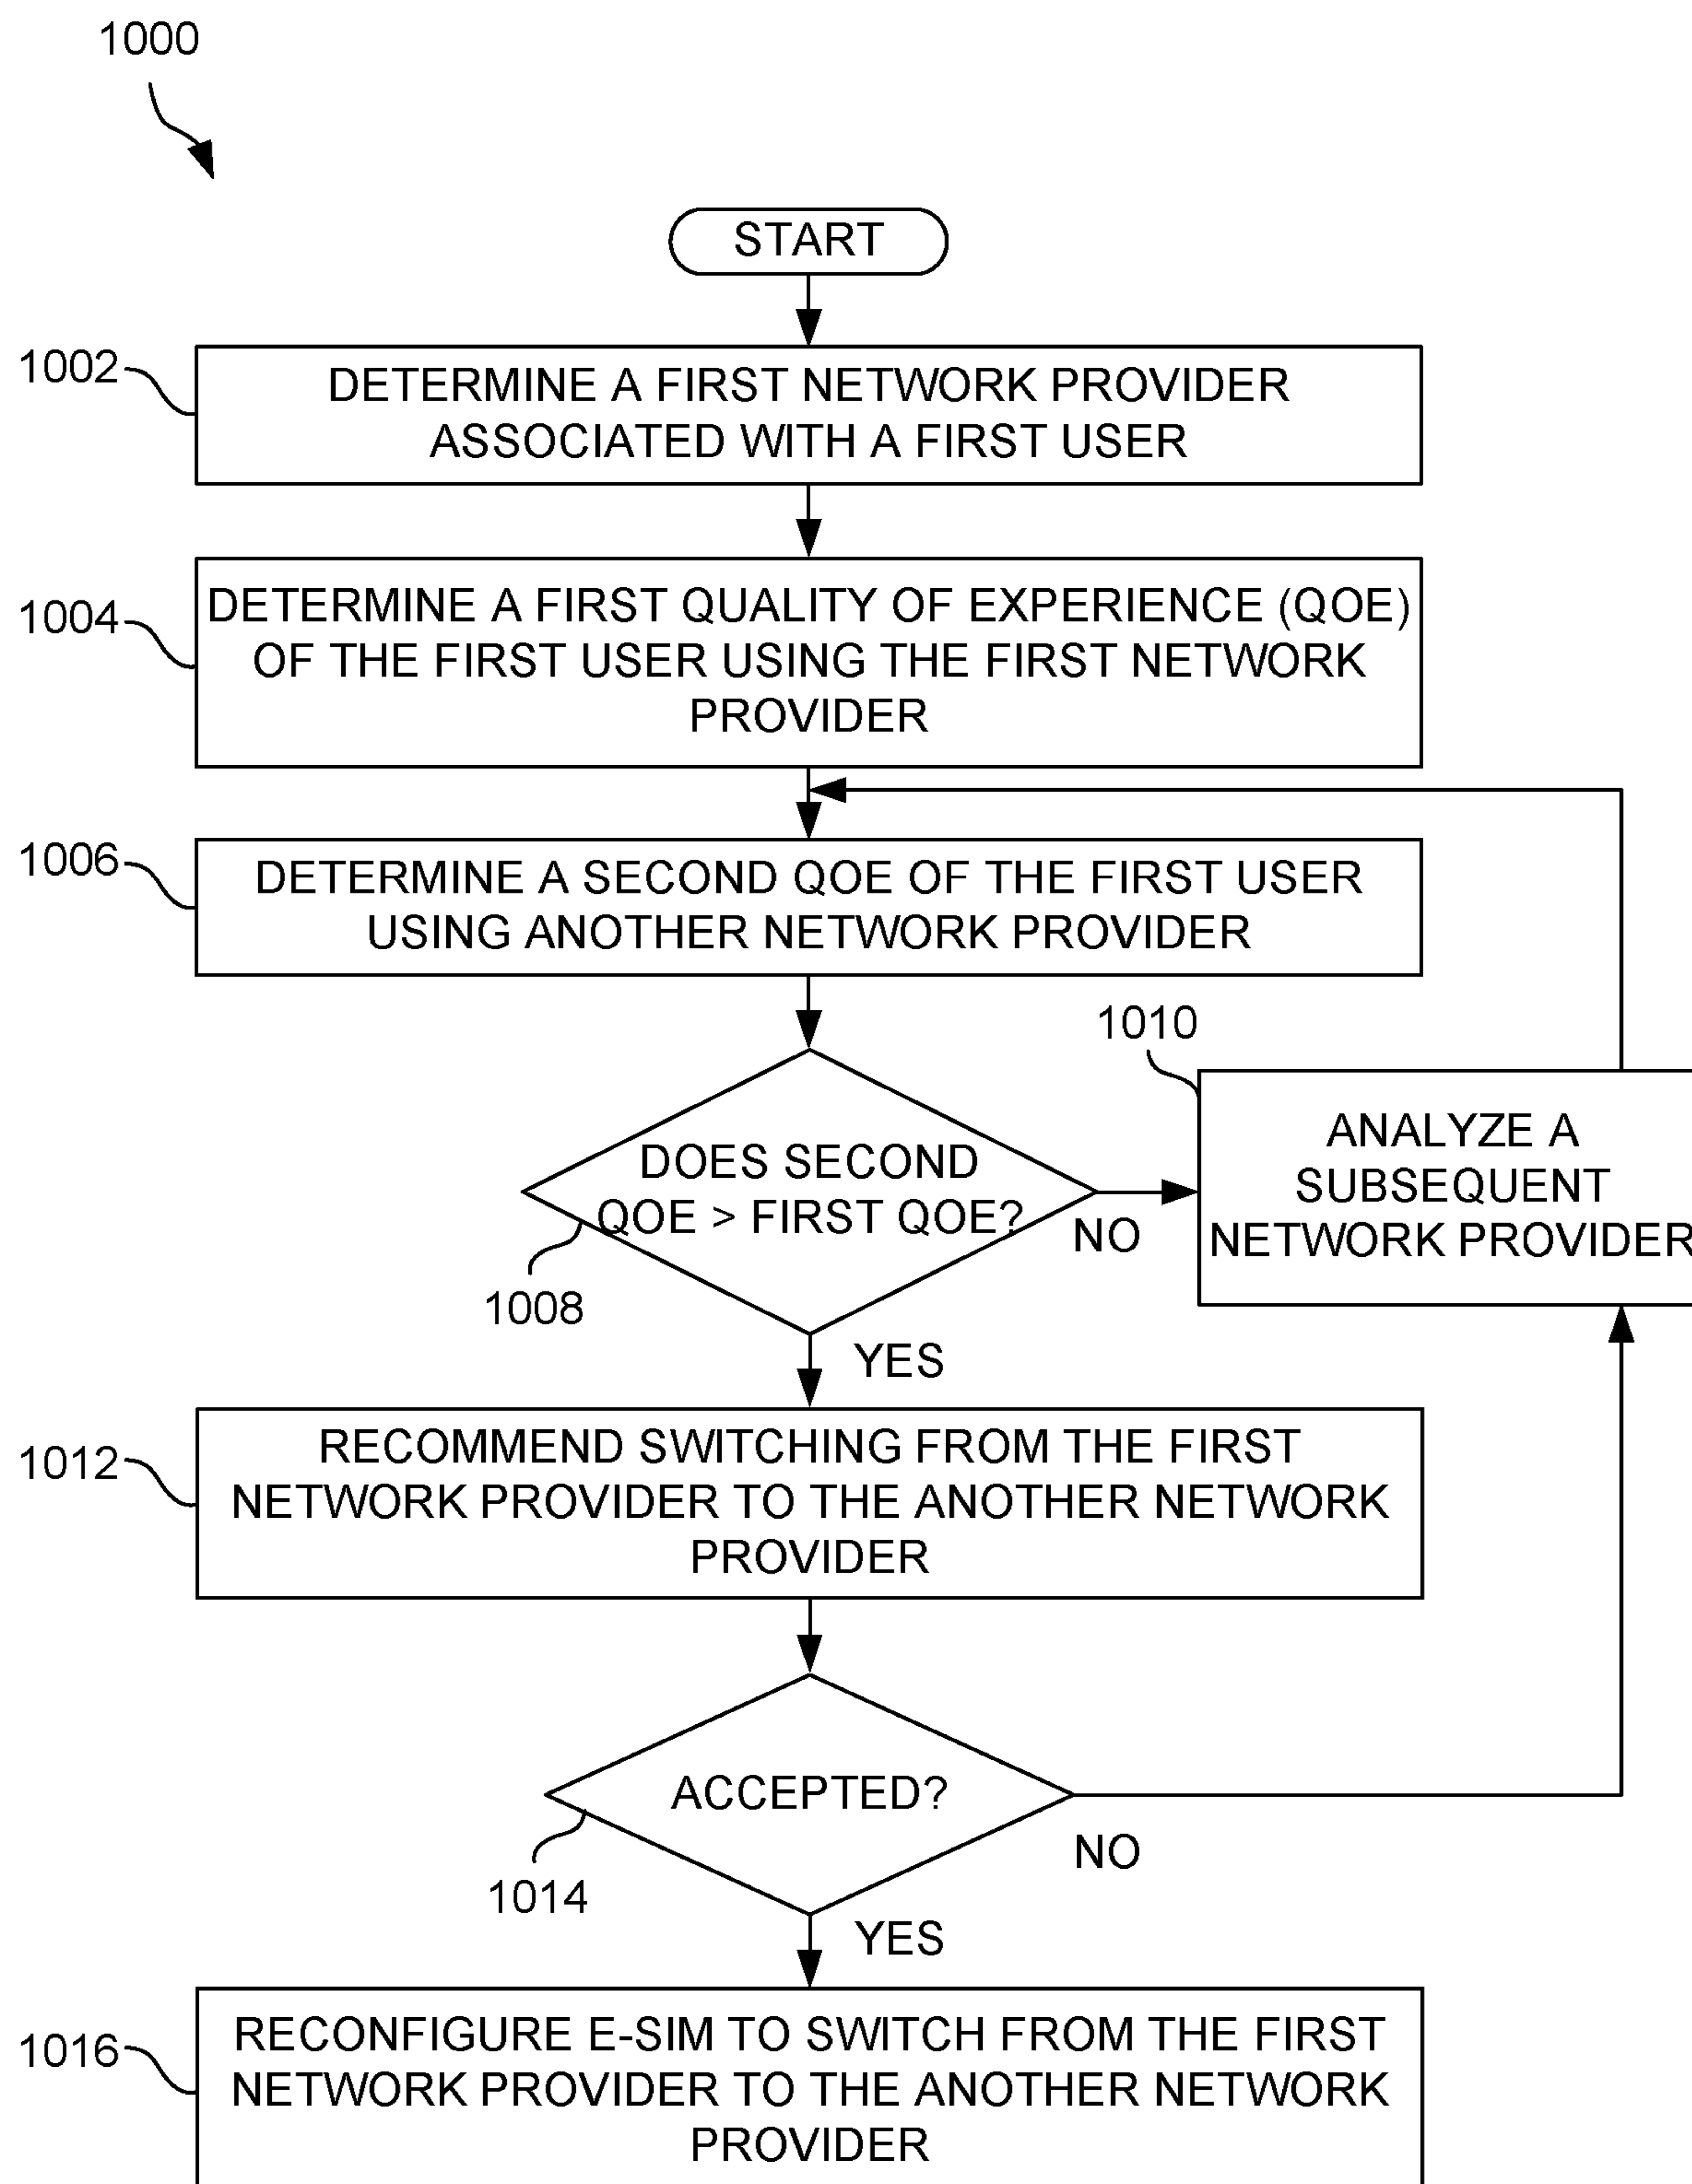 1000
START
1002
DETERMINE A FIRST NETWORK PROVIDER
ASSOCIATED WITH A FIRST USER
1004
DETERMINE A FIRST QUALITY OF EXPERIENCE (QOE)
OF THE FIRST USER USING THE FIRST NETWORK
PROVIDER
1006
DETERMINE A SECOND QOE OF THE FIRST USER
USING ANOTHER NETWORK PROVIDER
1008
DOES SECOND
QOE > FIRST QOE?
NO
1010
ANALYZE A
SUBSEQUENT
NETWORK PROVIDER
YES
1012
RECOMMEND SWITCHING FROM THE FIRST
NETWORK PROVIDER TO THE ANOTHER NETWORK
PROVIDER
1014
ACCEPTED?
NO
YES
1016
RECONFIGURE E-SIM TO SWITCH FROM THE FIRST
NETWORK PROVIDER TO THE ANOTHER NETWORK
PROVIDER